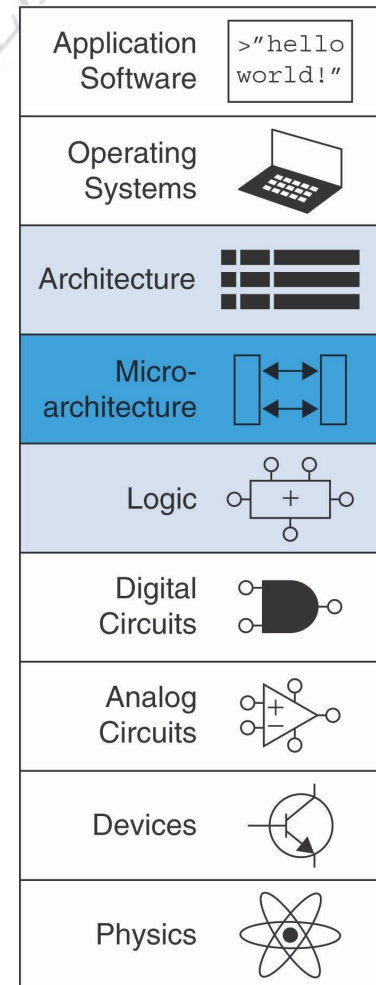 Application
Software
>"hello
world!"
Operating
Systems
Architecture
Micro-
architecture
Logic
+
Digital
Circuits
Analog
Circuits
+
−
Devices
Physics